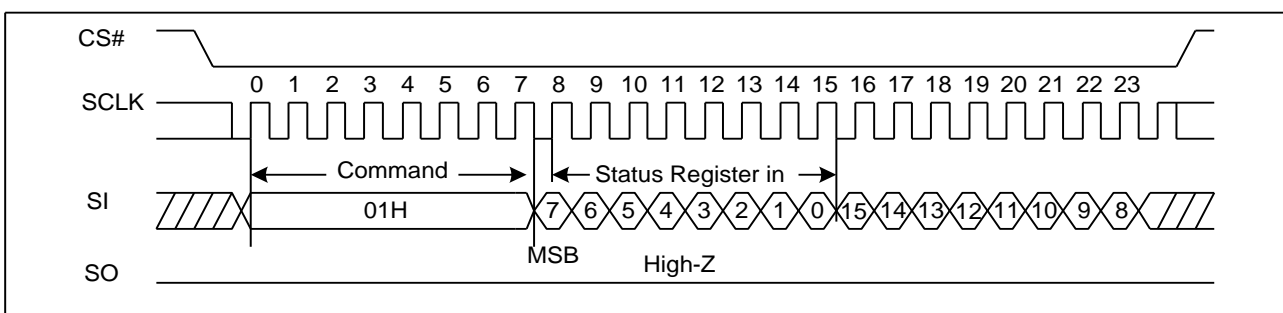 CS#
0 1 2 3 4 5 6 7 8 9 10 11 12 13 14 15 16 17 18 19 20 21 22 23
SCLK
Command Status Register in
SI 01H 7 6 5 4 3 2 1 0 15 14 13 12 11 10 9 8
MSB
SO High-Z